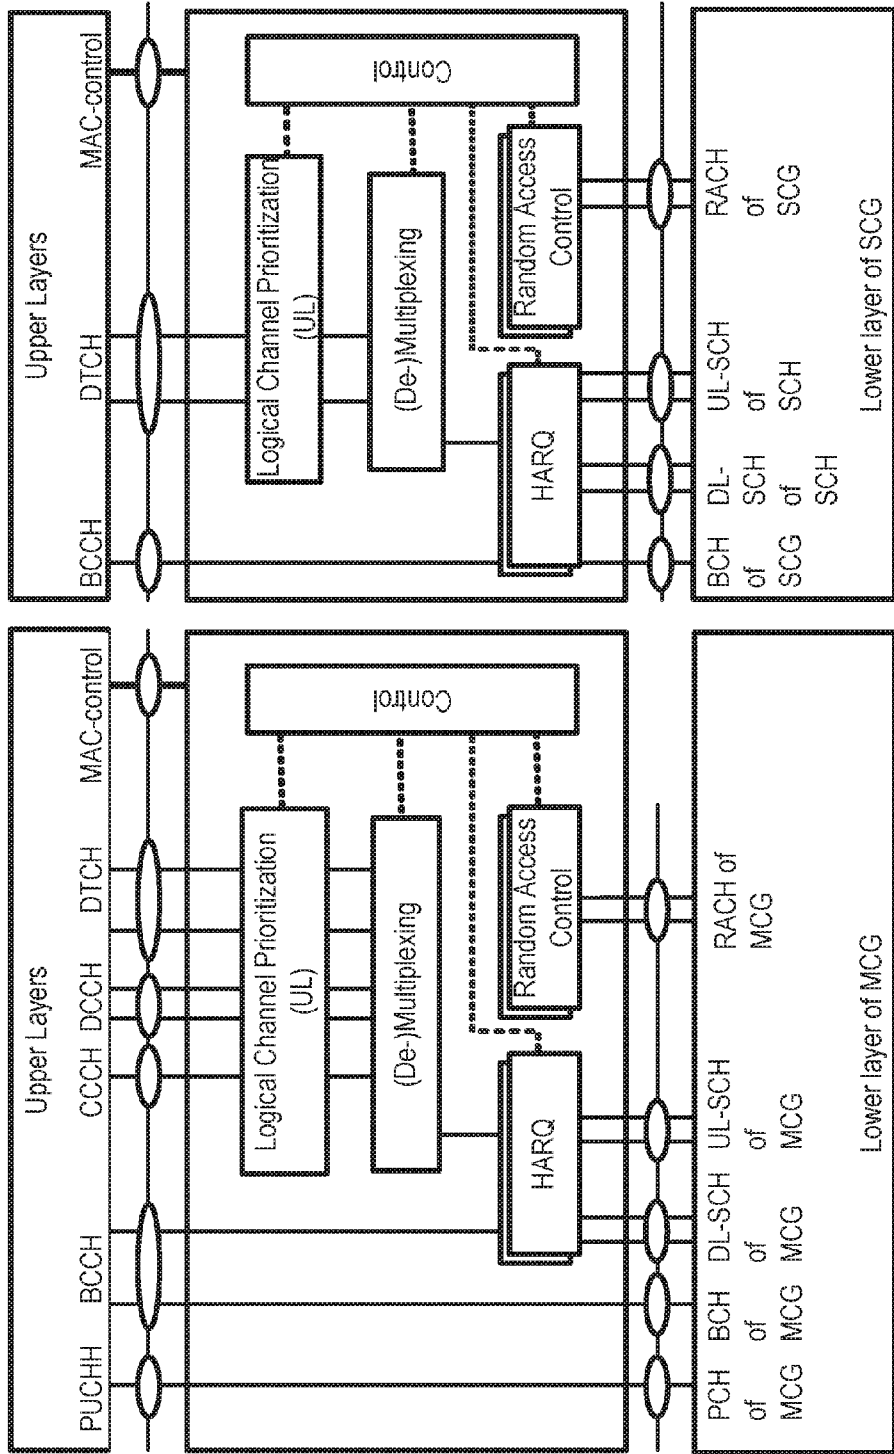 Upper Layers
PUCHH
BCCH
CCCH
DCCH
DTCH
MAC-control
Logical Channel Prioritization
(UL)
(De-)Multiplexing
HARQ
Random Access
Control
Control
PCH
of
MCG
BCH
of
MCG
DL-SCH
of
MCG
UL-SCH
of
MCG
RACH of
MCG
Lower layer of MCG
Upper Layers
BCCH
DTCH
MAC-control
Logical Channel Prioritization
(UL)
(De-)Multiplexing
HARQ
Random Access
Control
Control
BCH
of
SCG
DL-
SCH
of
SCH
UL-SCH
of
SCH
RACH
of
SCG
Lower layer of SCG